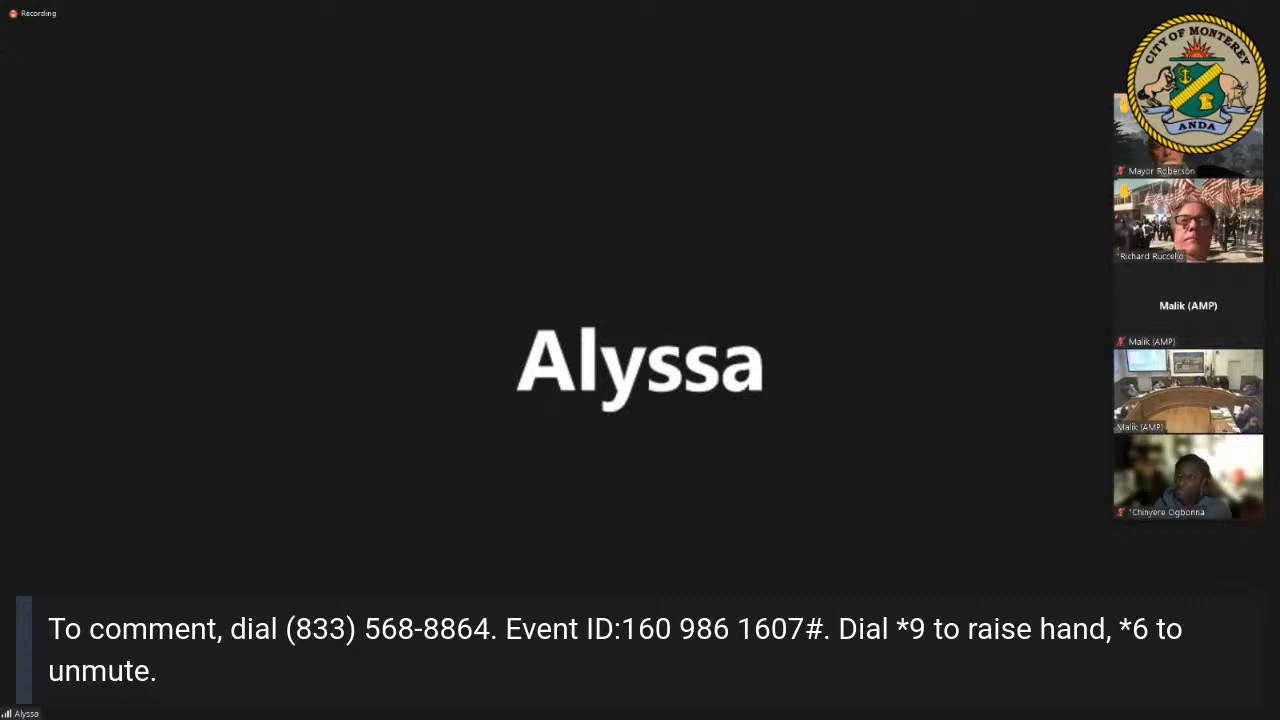 Recording
CITY OF MONTEREY
ANDA
Mayor Roberson
*Richard Ruccello
Malik (AMP)
Malik (AMP)
Malik (AMP)
*Chinyere Ogbonna
Alyssa
To comment, dial (833) 568-8864. Event ID:160 986 1607#. Dial *9 to raise hand, *6 to
unmute.
Alyssa